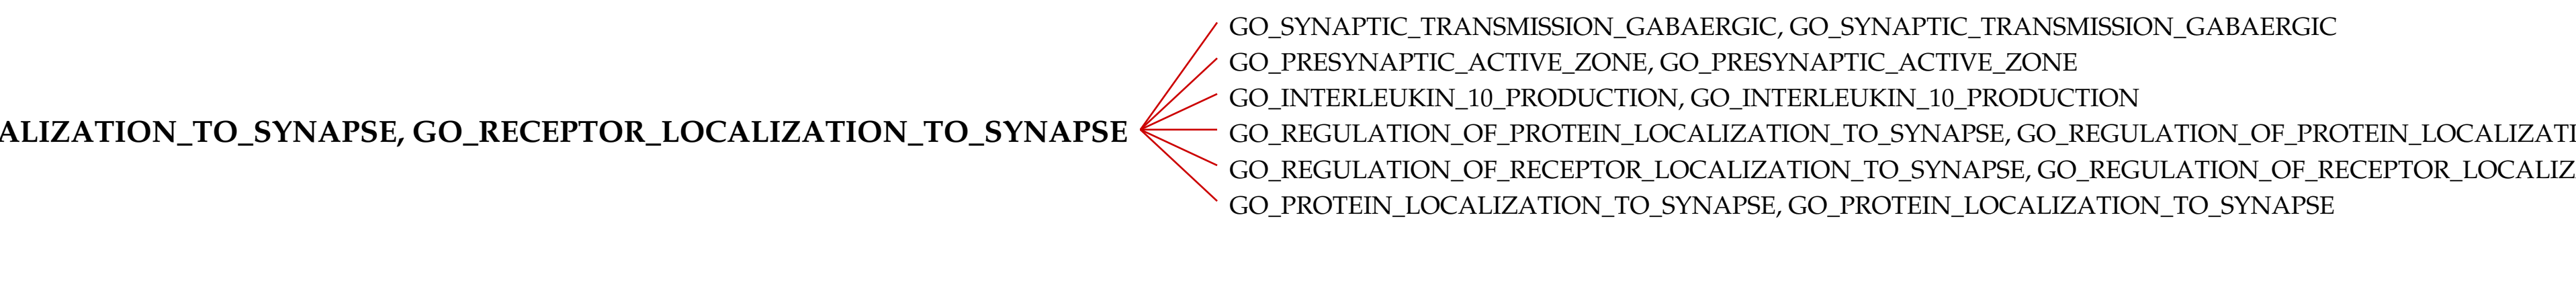 GO_SYNAPTIC_TRANSMISSION_GABAERGIC, GO_SYNAPTIC_TRANSMISSION_GABAERGIC
GO_PRESYNAPTIC_ACTIVE_ZONE, GO_PRESYNAPTIC_ACTIVE_ZONE
GO_INTERLEUKIN_10_PRODUCTION, GO_INTERLEUKIN_10_PRODUCTION
ALIZATION_TO_SYNAPSE, GO_RECEPTOR_LOCALIZATION_TO_SYNAPSE
GO_REGULATION_OF_PROTEIN_LOCALIZATION_TO_SYNAPSE, GO_REGULATION_OF_PROTEIN_LOCALIZATI
GO_REGULATION_OF_RECEPTOR_LOCALIZATION_TO_SYNAPSE, GO_REGULATION_OF_RECEPTOR_LOCALIZ
GO_PROTEIN_LOCALIZATION_TO_SYNAPSE, GO_PROTEIN_LOCALIZATION_TO_SYNAPSE